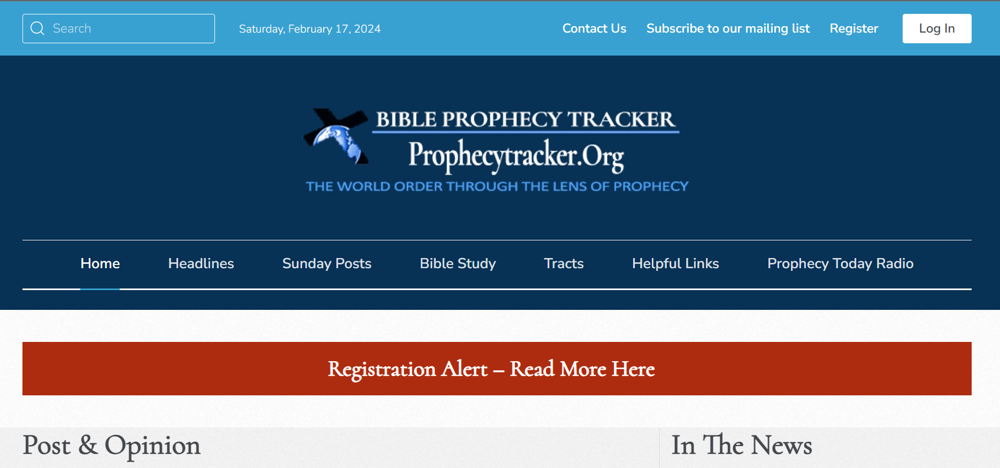 Search
Saturday, February 17, 2024
Contact Us
Subscribe to our mailing list
Register
Log In
BIBLE PROPHECY TRACKER
Prophecytracker.Org
THE WORLD ORDER THROUGH THE LENS OF PROPHECY
Home
Headlines
Sunday Posts
Bible Study
Tracts
Helpful Links
Prophecy Today Radio
Registration Alert – Read More Here
Post & Opinion
In The News